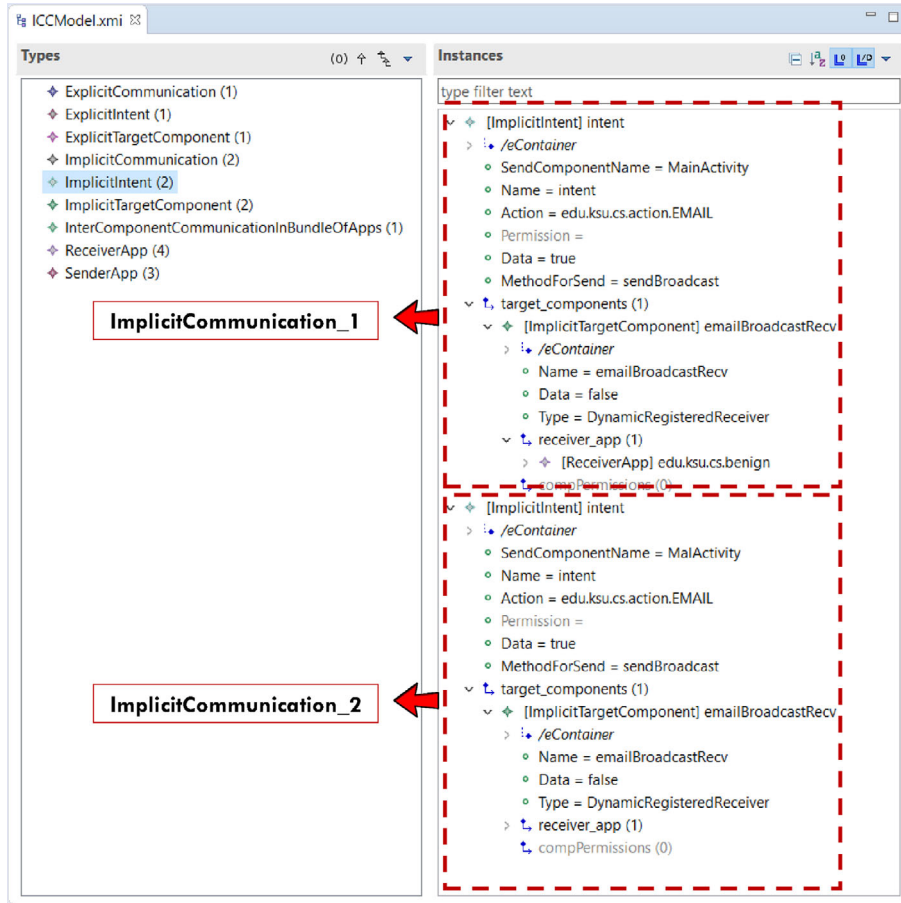 ICCModel.xmi
Types
(0)
ExplicitCommunication (1)
ExplicitIntent (1)
ExplicitTargetComponent (1)
ImplicitCommunication (2)
ImplicitIntent (2)
ImplicitTargetComponent (2)
InterComponentCommunicationInBundleOfApps (1)
ReceiverApp (4)
SenderApp (3)
ImplicitCommunication_1
ImplicitCommunication_2
Instances
type filter text
[ImplicitIntent] intent
/eContainer
SendComponentName = MainActivity
Name = intent
Action = edu.ksu.cs.action.EMAIL
Permission =
Data = true
MethodForSend = sendBroadcast
target_components (1)
[ImplicitTargetComponent] emailBroadcastRecv
/eContainer
Name = emailBroadcastRecv
Data = false
Type = DynamicRegisteredReceiver
receiver_app (1)
[ReceiverApp] edu.ksu.cs.benign
compPermissions (0)
[ImplicitIntent] intent
/eContainer
SendComponentName = MalActivity
Name = intent
Action = edu.ksu.cs.action.EMAIL
Permission =
Data = true
MethodForSend = sendBroadcast
target_components (1)
[ImplicitTargetComponent] emailBroadcastRecv
/eContainer
Name = emailBroadcastRecv
Data = false
Type = DynamicRegisteredReceiver
receiver_app (1)
compPermissions (0)